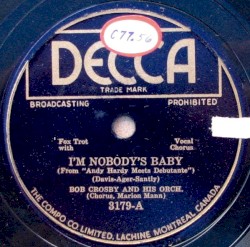 C77.56
DECCA
TRADE MARK
BROADCASTING PROHIBITED
Fox Trot with Vocal Chorus
I'M NOBODY'S BABY
(From "Andy Hardy Meets Debutante")
(Davis-Ager-Santly)
BOB CROSBY AND HIS ORCH.
(Chorus, Marion Mann)
3179-A
THE COMPO CO LIMITED, LACHINE MONTREAL CANADA